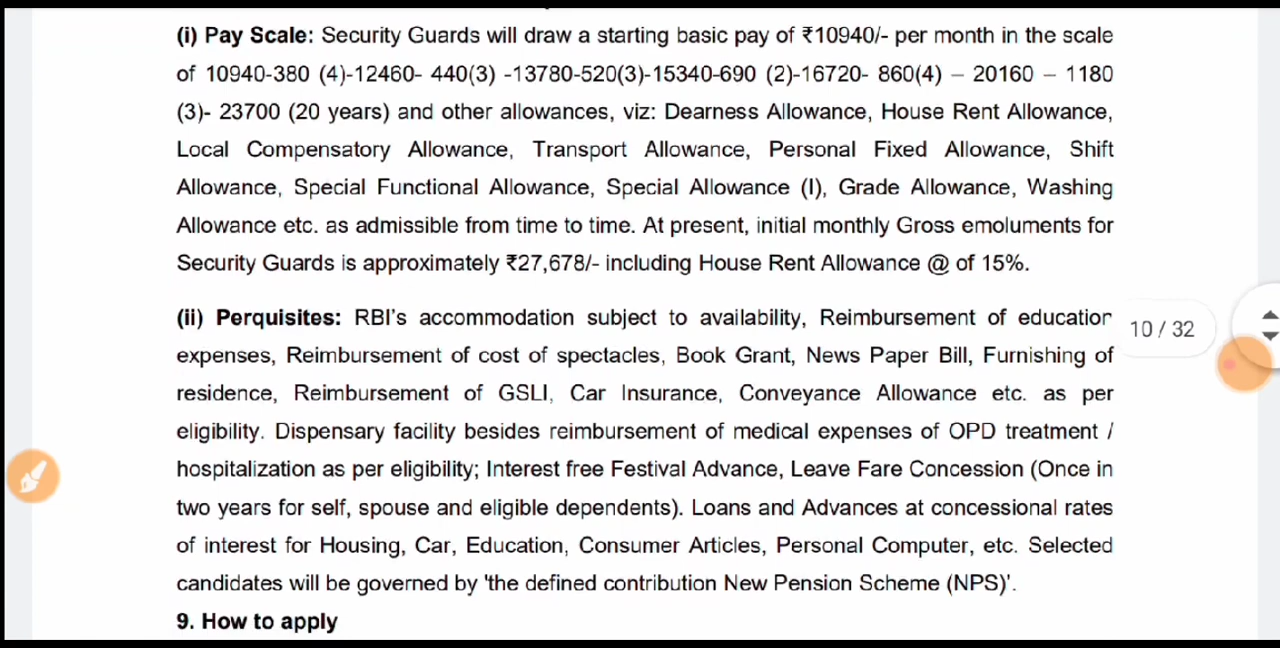 (i) Pay Scale: Security Guards will draw a starting basic pay of ₹10940/- per month in the scale
of 10940-380 (4)-12460- 440(3) -13780-520(3)-15340-690 (2)-16720- 860(4) – 20160 – 1180
(3)- 23700 (20 years) and other allowances, viz: Dearness Allowance, House Rent Allowance,
Local Compensatory Allowance, Transport Allowance, Personal Fixed Allowance, Shift
Allowance, Special Functional Allowance, Special Allowance (I), Grade Allowance, Washing
Allowance etc. as admissible from time to time. At present, initial monthly Gross emoluments for
Security Guards is approximately ₹27,678/- including House Rent Allowance @ of 15%.
(ii) Perquisites: RBI's accommodation subject to availability, Reimbursement of education
expenses, Reimbursement of cost of spectacles, Book Grant, News Paper Bill, Furnishing of
residence, Reimbursement of GSLI, Car Insurance, Conveyance Allowance etc. as per
eligibility. Dispensary facility besides reimbursement of medical expenses of OPD treatment /
hospitalization as per eligibility; Interest free Festival Advance, Leave Fare Concession (Once in
two years for self, spouse and eligible dependents). Loans and Advances at concessional rates
of interest for Housing, Car, Education, Consumer Articles, Personal Computer, etc. Selected
candidates will be governed by 'the defined contribution New Pension Scheme (NPS)'.
9. How to apply
10 / 32